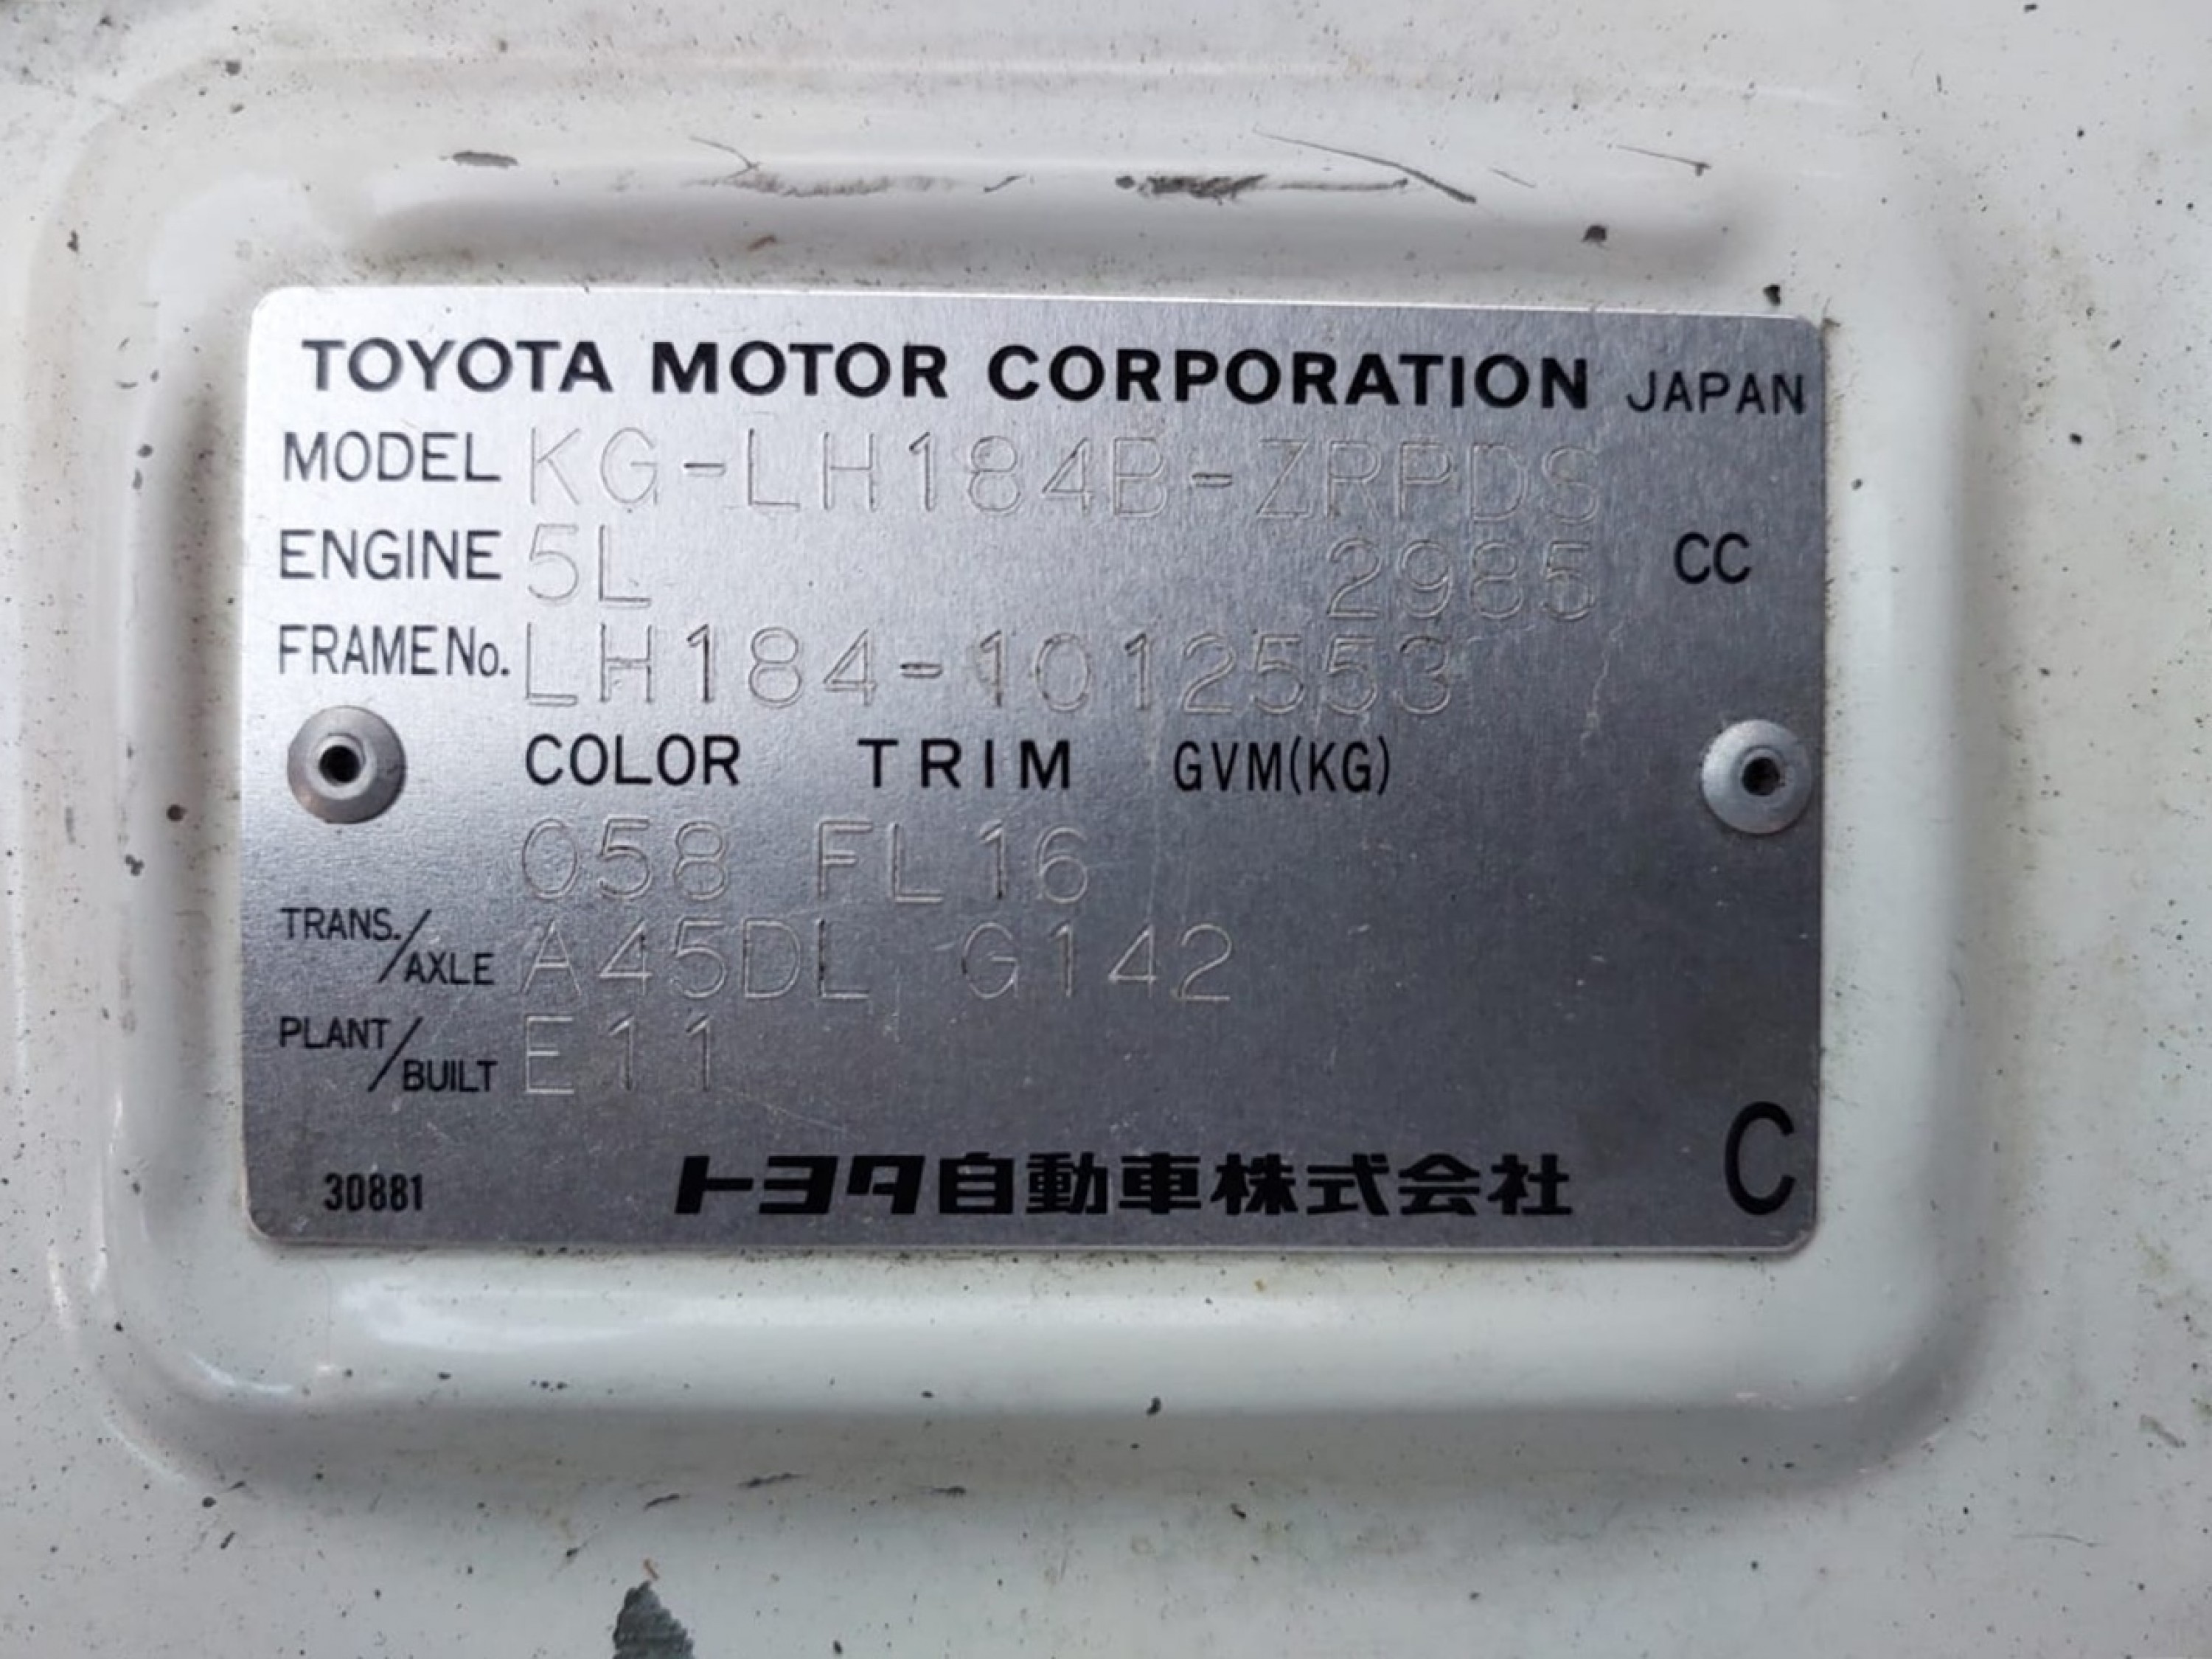 TOYOTA MOTOR CORPORATION JAPAN
MODEL KG-LH184B-ZRPDS
ENGINE 5L 2985 CC
FRAME No. LH184-1012553
COLOR TRIM GVM(KG)
058 FL16
TRANS./AXLE A45DL G142
PLANT/BUILT E11
30881 トヨタ自動車株式会社 C